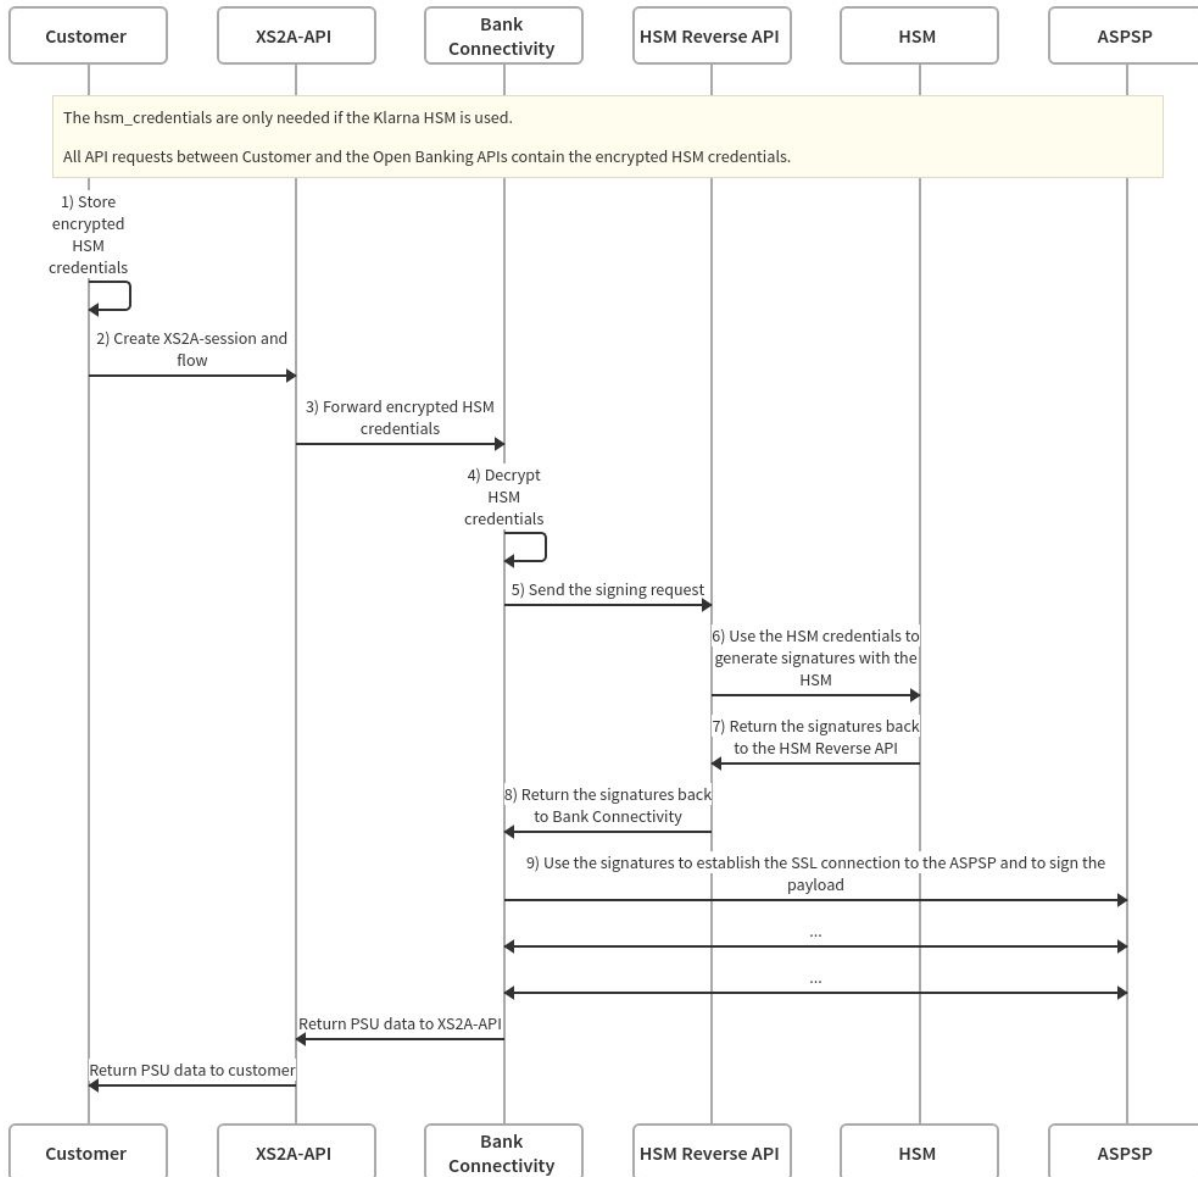 Customer
XS2A-API
Bank
Connectivity
HSM Reverse API
HSM
ASPSP
The hsm_credentials are only needed if the Klarna HSM is used.
All API requests between Customer and the Open Banking APIs contain the encrypted HSM credentials.
1) Store
encrypted
HSM
credentials
2) Create XS2A-session and
flow
3) Forward encrypted HSM
credentials
4) Decrypt
HSM
credentials
5) Send the signing request
6) Use the HSM credentials to
generate signatures with the
HSM
7) Return the signatures back
to the HSM Reverse API
8) Return the signatures back
to Bank Connectivity
9) Use the signatures to establish the SSL connection to the ASPSP and to sign the
payload
...
...
Return PSU data to XS2A-API
Return PSU data to customer
Customer
XS2A-API
Bank
Connectivity
HSM Reverse API
HSM
ASPSP